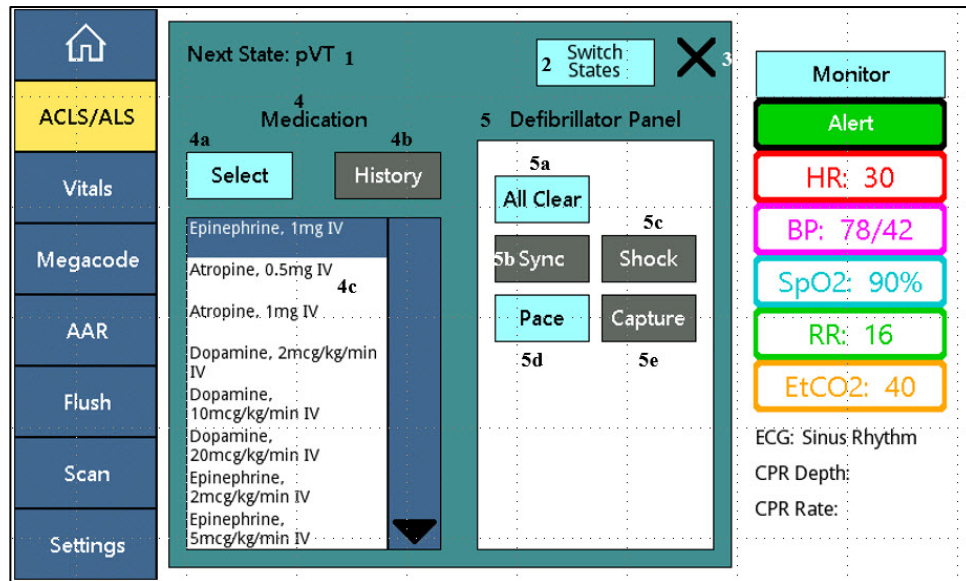 ACLS/ALS
Vitals
Megacode
AAR
Flush
Scan
Settings
Next State: pVT 1
2 Switch
States
3
4
Medication
4a
4b
Select
History
Epinephrine, 1mg IV
Atropine, 0.5mg IV
4c
Atropine, 1mg IV
Dopamine, 2mcg/kg/min
IV
Dopamine,
10mcg/kg/min IV
Dopamine,
20mcg/kg/min IV
Epinephrine,
2mcg/kg/min IV
Epinephrine,
5mcg/kg/min IV
5 Defibrillator Panel
5a
All Clear
5c
5b Sync
Shock
Pace
Capture
5d
5e
Monitor
Alert
HR: 30
BP: 78/42
SpO2: 90%
RR: 16
EtCO2: 40
ECG: Sinus Rhythm
CPR Depth:
CPR Rate: